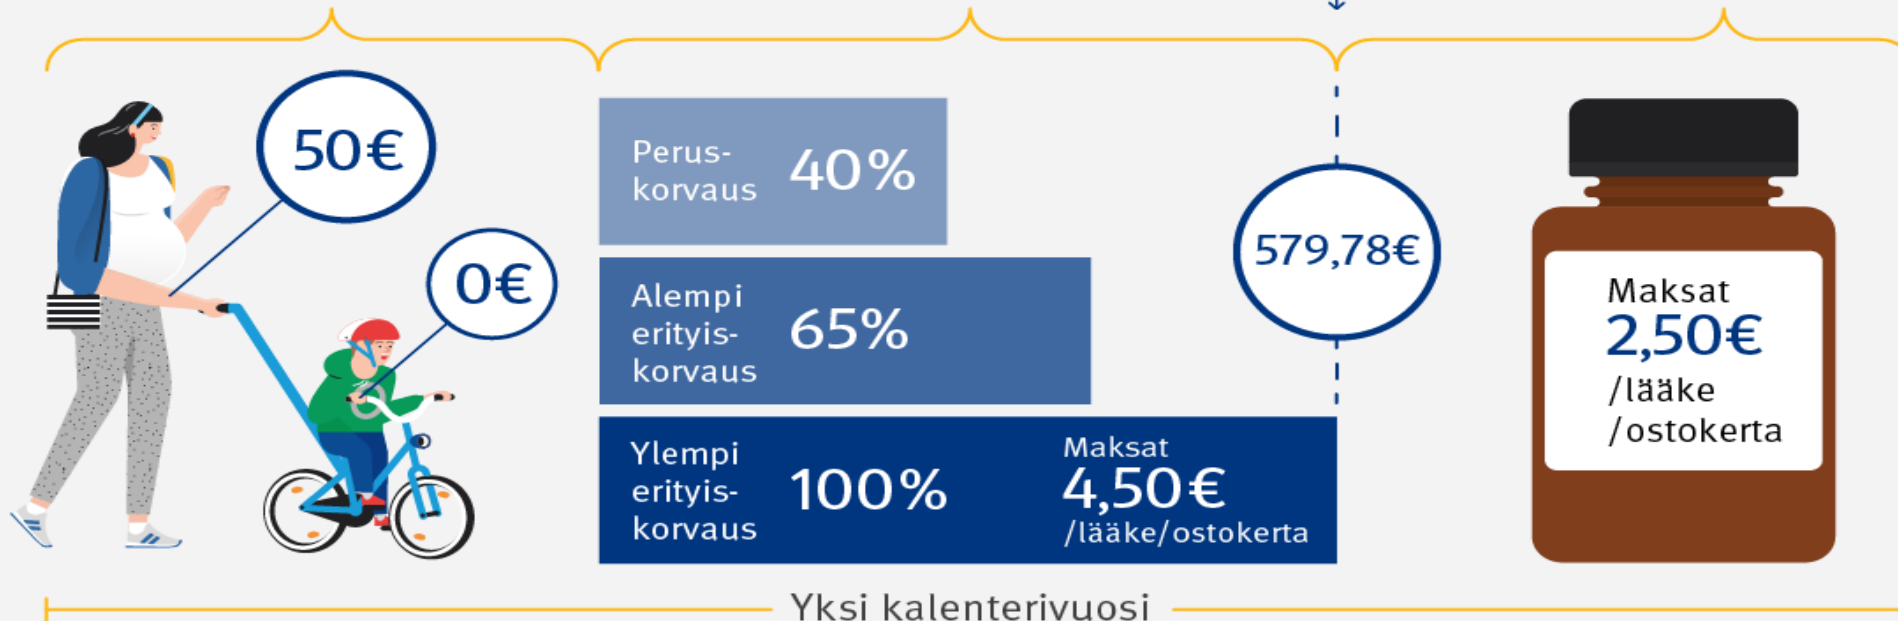 50€
0€
Perus-
korvaus
40%
Alempi
erityis-
korvaus
65%
Ylempi
erityis-
korvaus
100%
Maksat
4,50€
/lääke/ostokerta
579,78€
Maksat
2,50€
/lääke
/ostokerta
Yksi kalenterivuosi